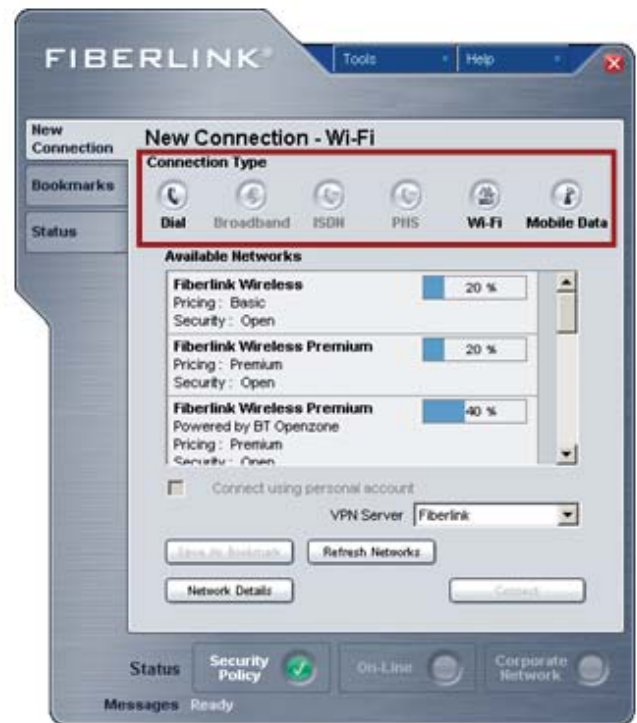 FIBERLINK®
Tools
Help
New Connection
Bookmarks
Status
New Connection - Wi-Fi
Connection Type
Dial
Broadband
ISDN
PHS
Wi-Fi
Mobile Data
Available Networks
Fiberlink Wireless
Pricing : Basic
Security : Open
20 %
Fiberlink Wireless Premium
Pricing : Premium
Security : Open
20 %
Fiberlink Wireless Premium
Powered by BT Openzone
Pricing : Premium
Security : Open
40 %
Connect using personal account
VPN Server
Fiberlink
Save As Bookmark
Refresh Networks
Network Details
Connect
Status
Security Policy
On-Line
Corporate Network
Messages
Ready